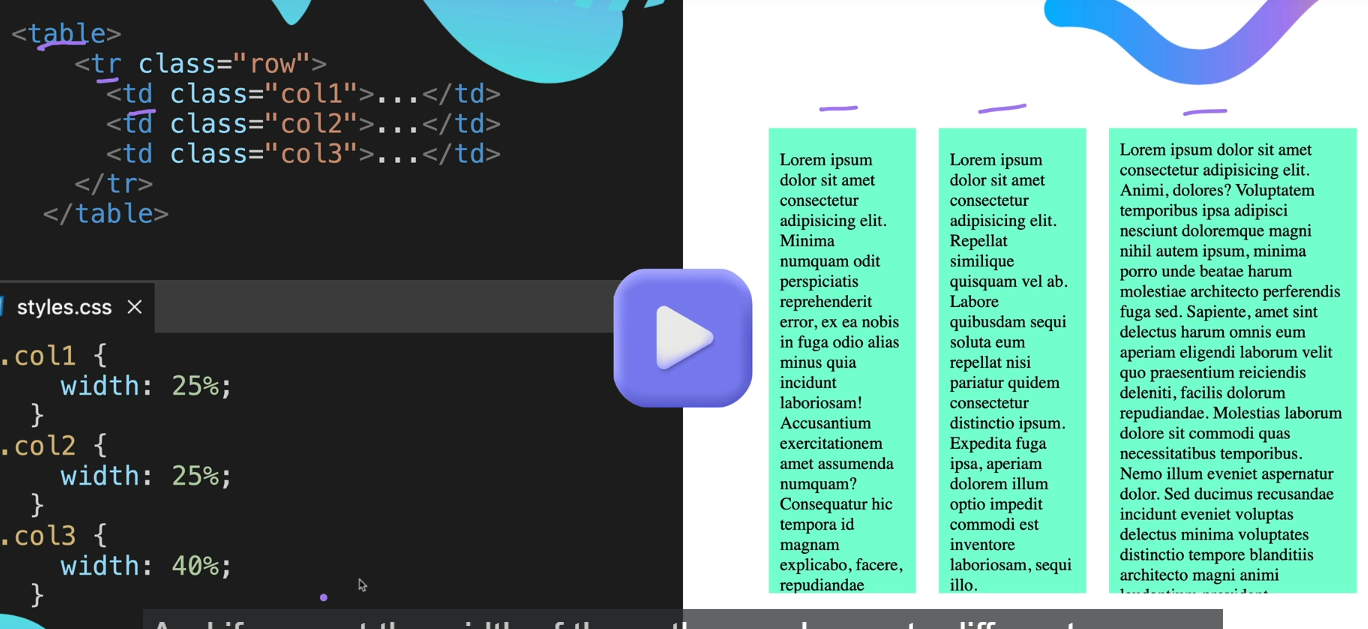 <table>
<tr class="row">
<td class="col1">...</td>
<td class="col2">...</td>
<td class="col3">...</td>
</tr>
</table>
styles.css
.col1 {
width: 25%;
}
.col2 {
width: 25%;
}
.col3 {
width: 40%;
}
Lorem ipsum
dolor sit amet
consectetur
adipisicing elit.
Minima
numquam odit
perspiciatis
reprehenderit
error, ex ea nobis
in fuga odio alias
minus quia
incidunt
laboriosam!
Accusantium
exercitationem
amet assumenda
numquam?
Consequatur hic
tempora id
magnam
explicabo, facere,
repudiandae
Lorem ipsum
dolor sit amet
consectetur
adipisicing elit.
Repellat
similique
quisquam vel ab.
Labore
quibusdam sequi
soluta eum
repellat nisi
pariatur quidem
consectetur
distinctio ipsum.
Expedita fuga
ipsa, aperiam
dolorem illum
optio impedit
commodi est
inventore
laboriosam, sequi
illo.
Lorem ipsum dolor sit amet
consectetur adipisicing elit.
Animi, dolores? Voluptatem
temporibus ipsa adipisci
nesciunt doloremque magni
nihil autem ipsum, minima
porro unde beatae harum
molestiae architecto perferendis
fuga sed. Sapiente, amet sint
delectus harum omnis eum
aperiam eligendi laborum velit
quo praesentium reiciendis
deleniti, facilis dolorum
repudiandae. Molestias laborum
dolore sit commodi quas
necessitatibus temporibus.
Nemo illum eveniet aspernatur
dolor. Sed ducimus recusandae
incidunt eveniet voluptas
delectus minima voluptates
distinctio tempore blanditiis
architecto magni animi